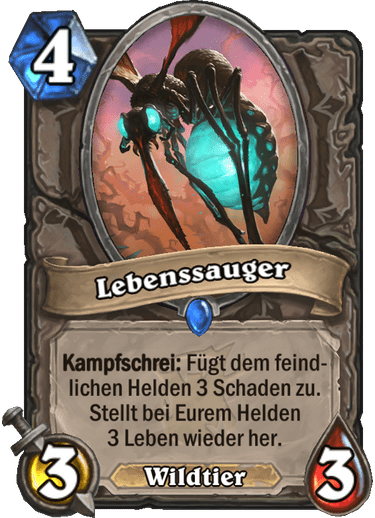 4
Lebenssauger
Kampfschrei: Fügt dem feind-
lichen Helden 3 Schaden zu.
Stellt bei Eurem Helden
3 Leben wieder her.
3 Wildtier 3